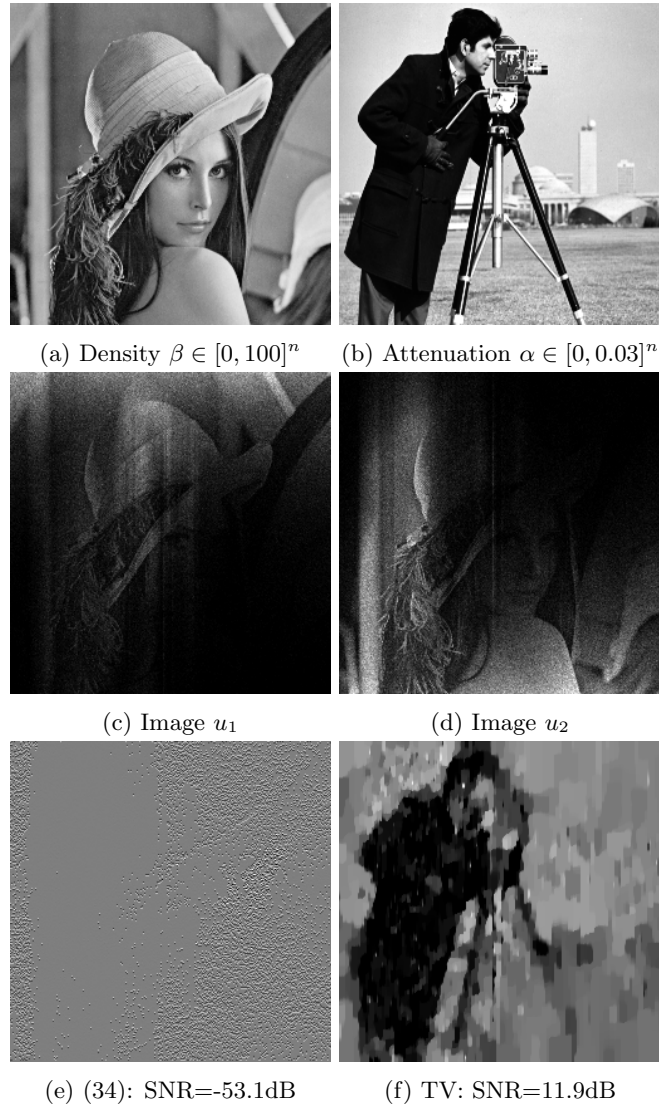 (a) Density β ∈ [0, 100]ⁿ (b) Attenuation α ∈ [0, 0.03]ⁿ
(c) Image u₁ (d) Image u₂
(e) (34): SNR=-53.1dB (f) TV: SNR=11.9dB